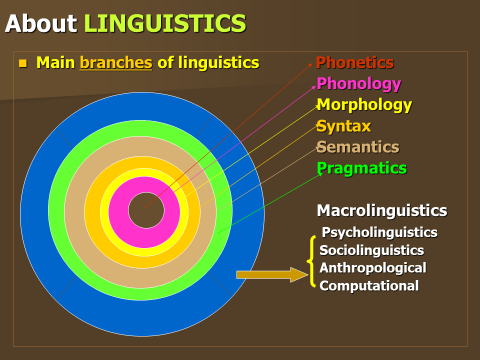 About LINGUISTICS
Main branches of linguistics
Phonetics
Phonology
Morphology
Syntax
Semantics
Pragmatics
Macrolinguistics
Psycholinguistics
Sociolinguistics
Anthropological
Computational